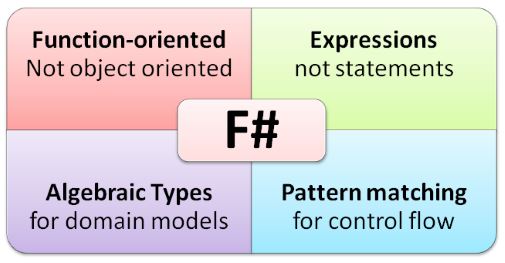 Function-oriented
Not object oriented
Expressions
not statements
F#
Algebraic Types
for domain models
Pattern matching
for control flow